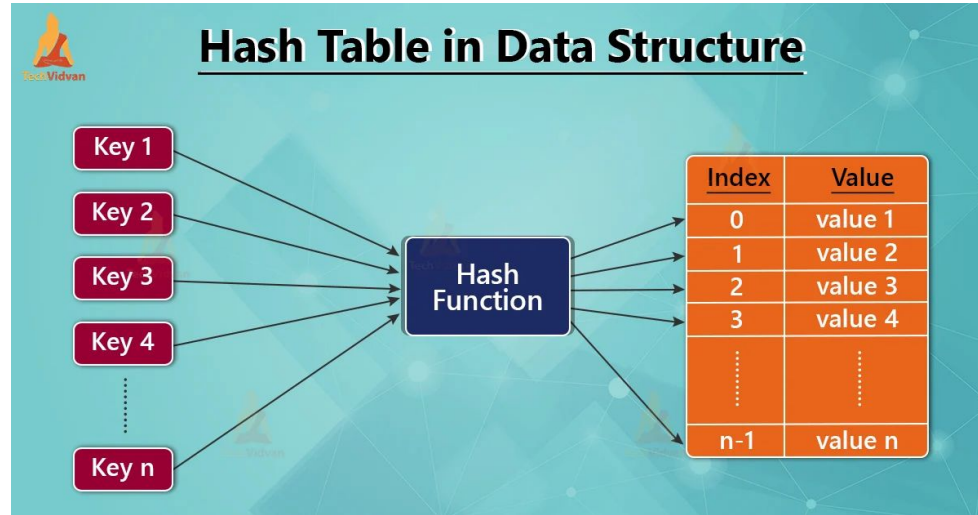 Hash Table in Data Structure
TechVidvan
Key 1
Key 2
Key 3
Key 4
Key n
Hash
Function
Index Value
0 value 1
1 value 2
2 value 3
3 value 4
n-1 value n